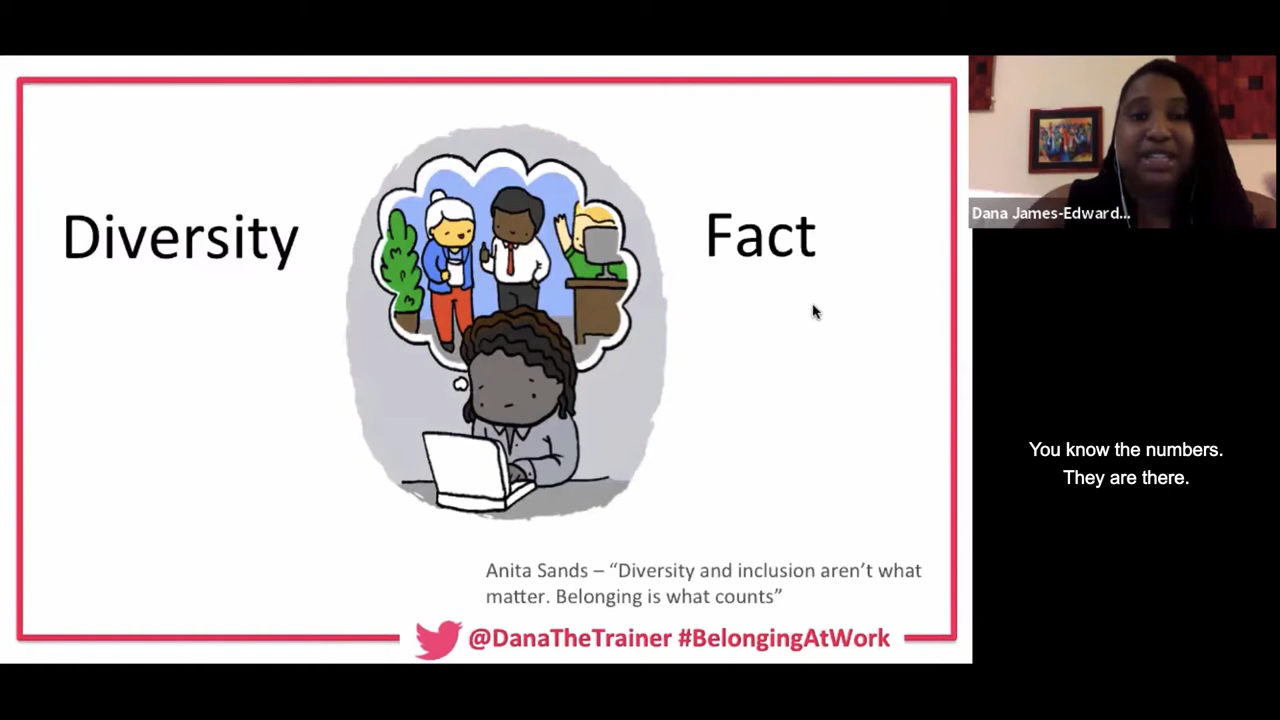 Diversity
Fact
Anita Sands – “Diversity and inclusion aren’t what
matter. Belonging is what counts”
@DanaTheTrainer #BelongingAtWork
Dana James-Edward...
You know the numbers.
They are there.